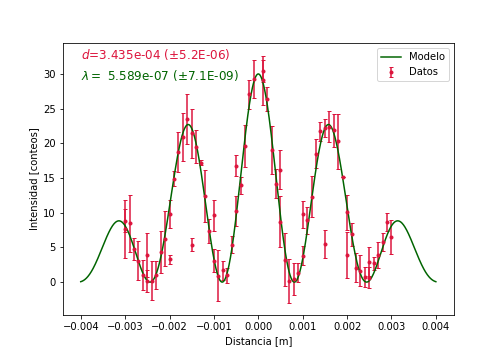 d=3.435e-04 (±5.2E-06)
λ = 5.589e-07 (±7.1E-09)
Modelo
Datos
Intensidad [conteos]
30
25
20
15
10
5
0
−0.004 −0.003 −0.002 −0.001 0.000 0.001 0.002 0.003 0.004
Distancia [m]